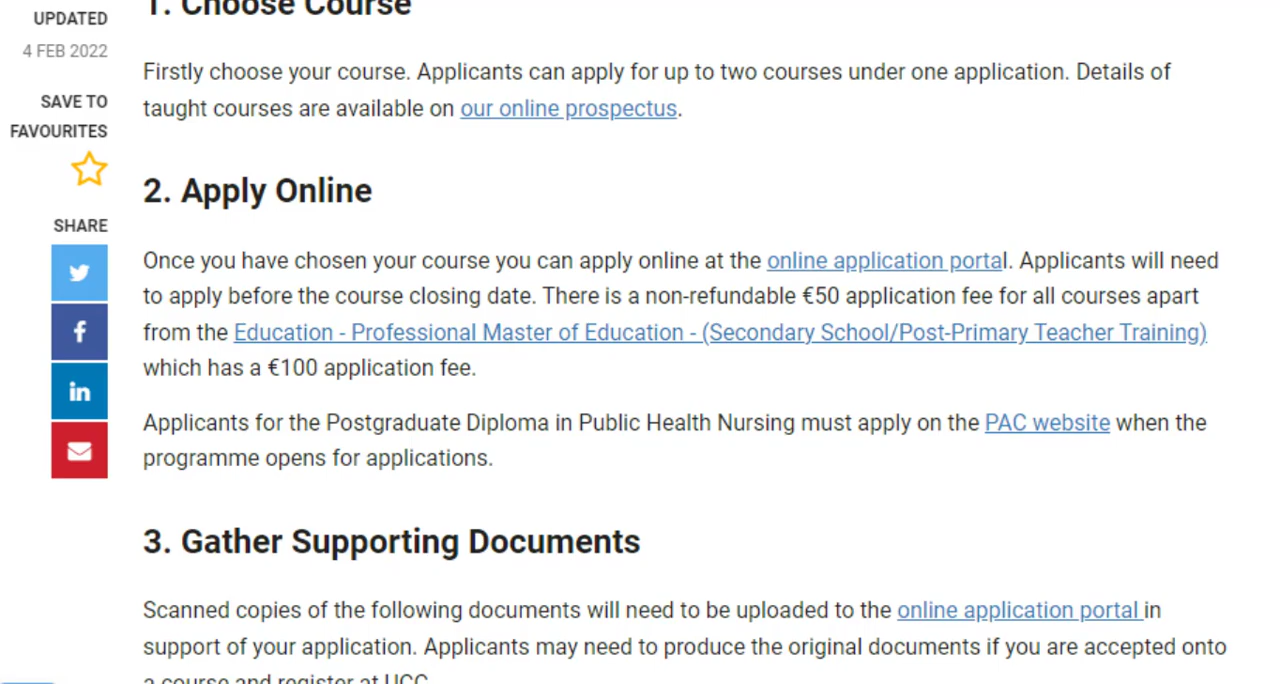 UPDATED
4 FEB 2022
SAVE TO
FAVOURITES
SHARE
1. Choose Course
Firstly choose your course. Applicants can apply for up to two courses under one application. Details of
taught courses are available on our online prospectus.
2. Apply Online
Once you have chosen your course you can apply online at the online application portal. Applicants will need
to apply before the course closing date. There is a non-refundable €50 application fee for all courses apart
from the Education - Professional Master of Education - (Secondary School/Post-Primary Teacher Training)
which has a €100 application fee.
Applicants for the Postgraduate Diploma in Public Health Nursing must apply on the PAC website when the
programme opens for applications.
3. Gather Supporting Documents
Scanned copies of the following documents will need to be uploaded to the online application portal in
support of your application. Applicants may need to produce the original documents if you are accepted onto
a course and register at UCC.